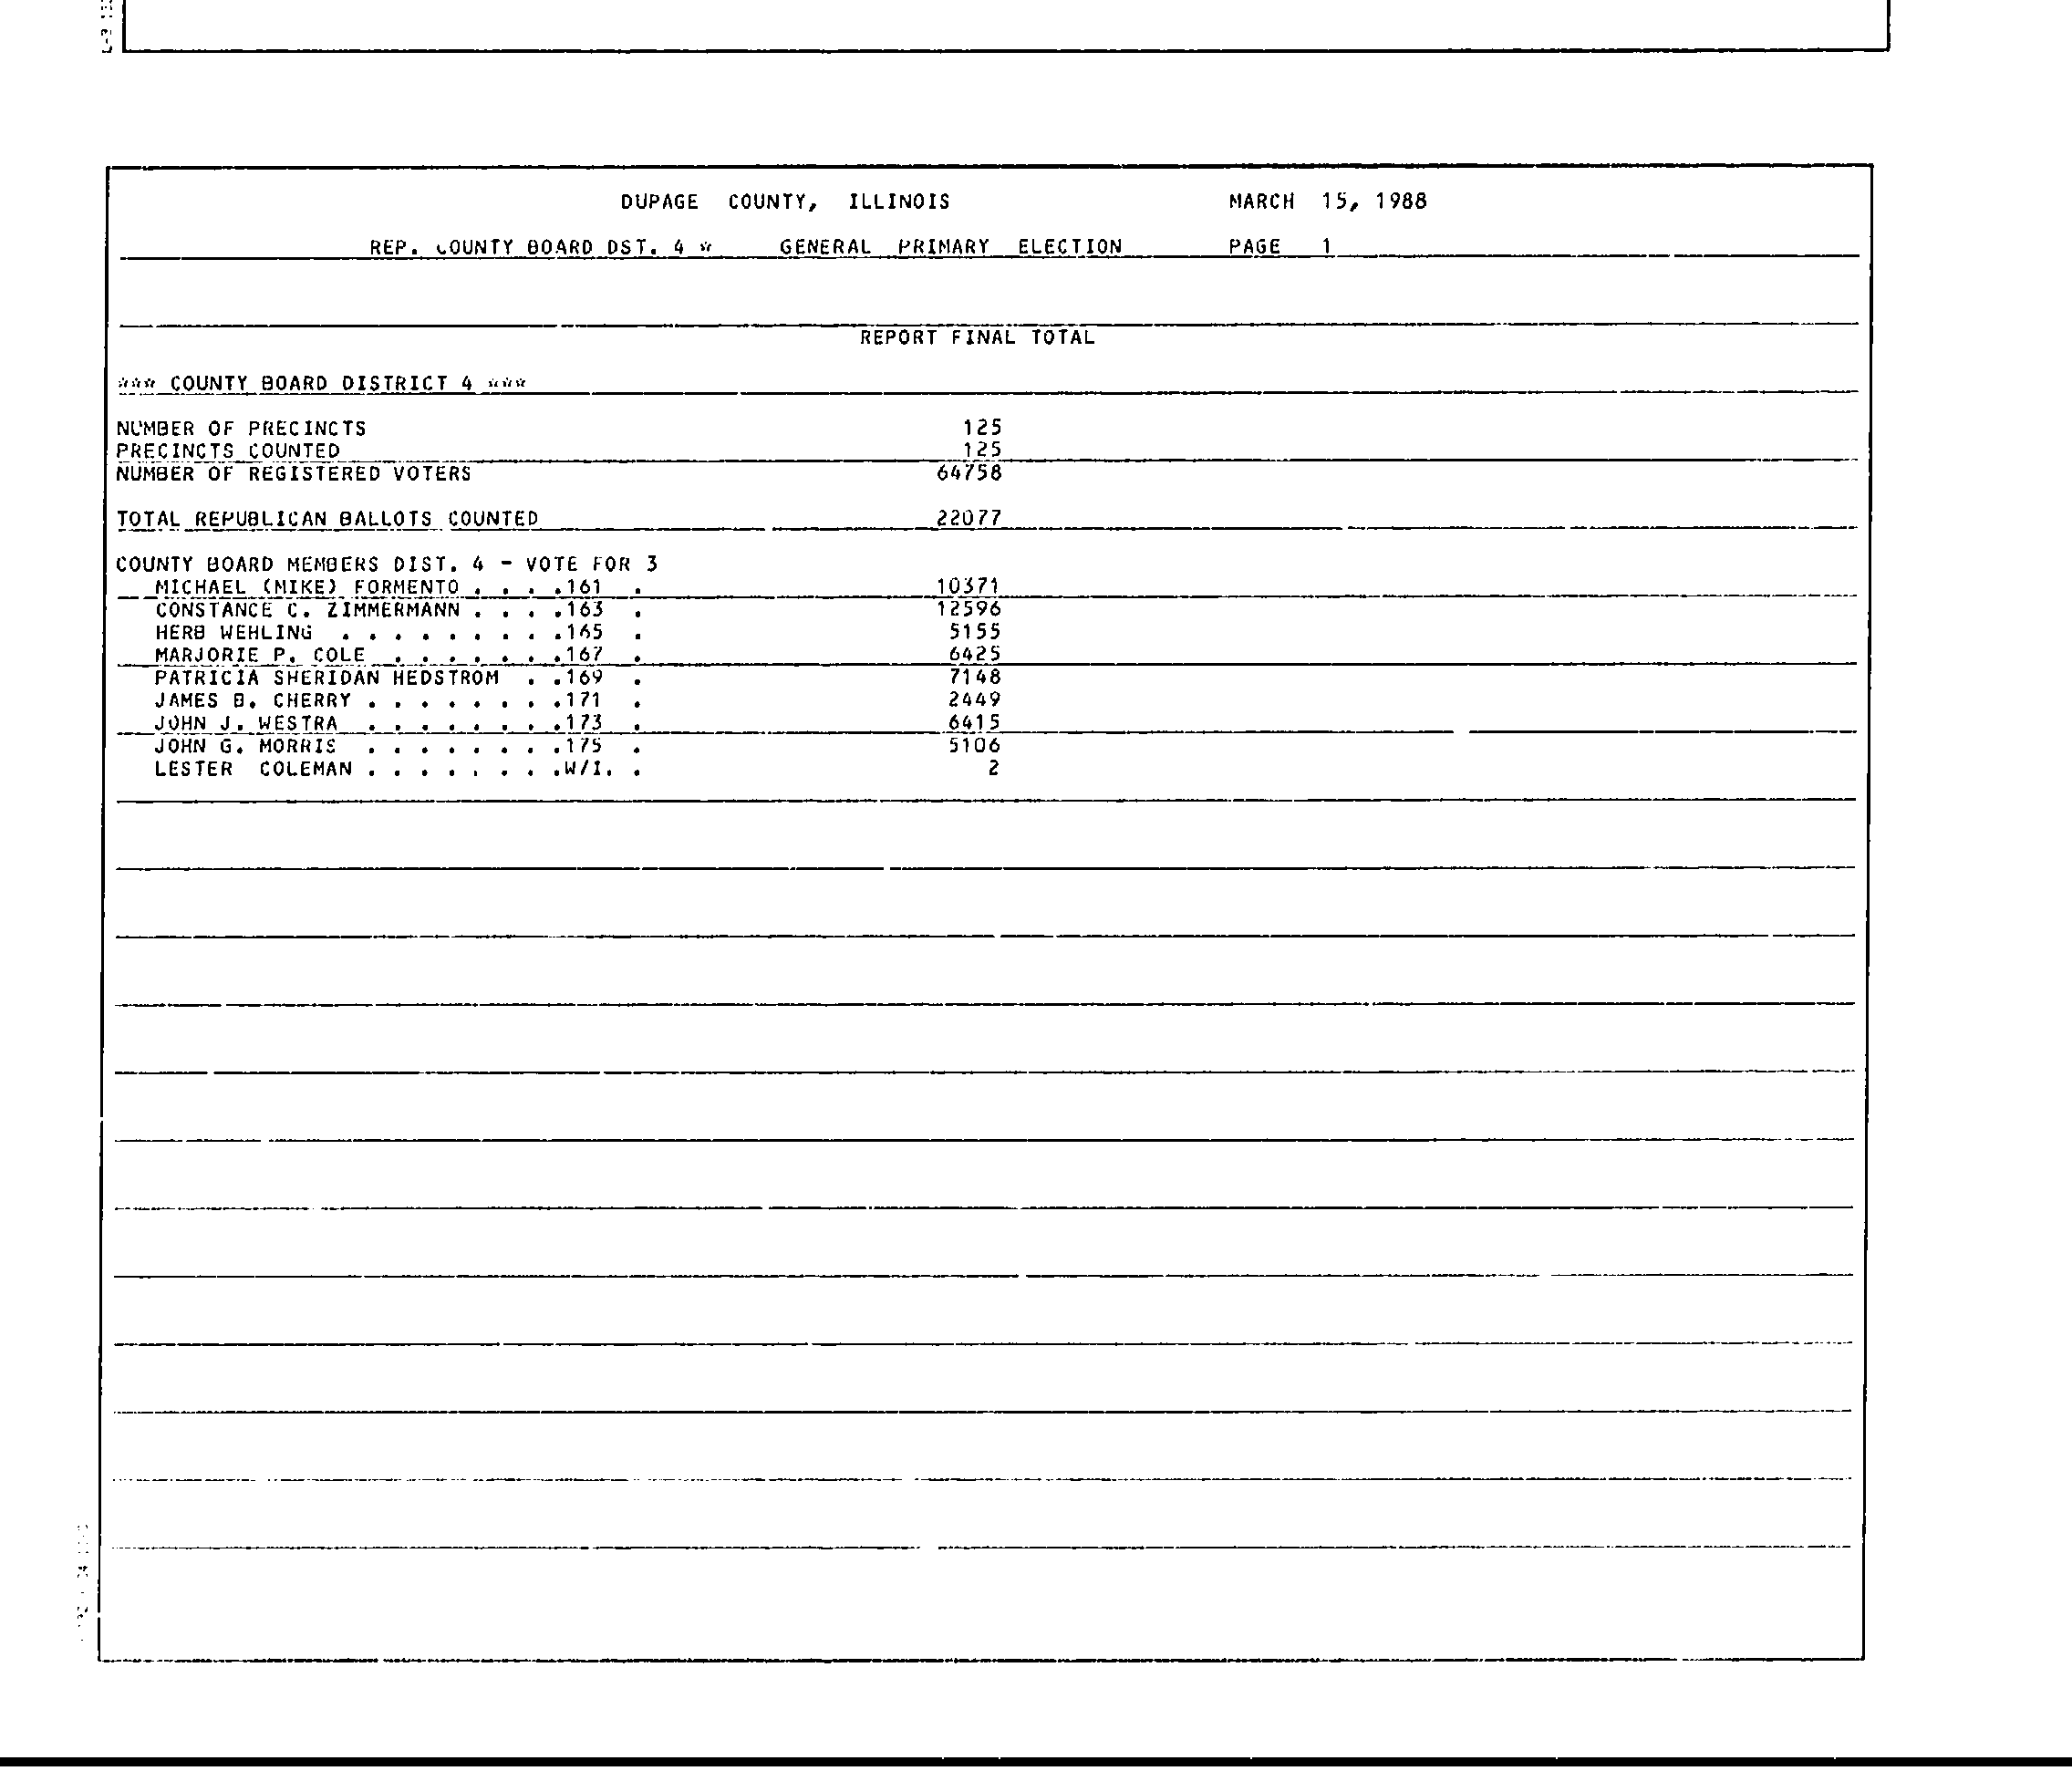 DUPAGE COUNTY, ILLINOIS MARCH 15, 1988
REP. COUNTY BOARD DST. 4 * GENERAL PRIMARY ELECTION PAGE 1
REPORT FINAL TOTAL
*** COUNTY BOARD DISTRICT 4 ***
NUMBER OF PRECINCTS 125
PRECINCTS COUNTED 125
NUMBER OF REGISTERED VOTERS 64758
TOTAL REPUBLICAN BALLOTS COUNTED 22077
COUNTY BOARD MEMBERS DIST. 4 - VOTE FOR 3
MICHAEL (MIKE) FORMENTO . . . .161 . 10371
CONSTANCE C. ZIMMERMANN . . . .163 . 12596
HERB WEHLING . . . . . . . . .165 . 5155
MARJORIE P. COLE . . . . . . .167 . 6425
PATRICIA SHERIDAN HEDSTROM . .169 . 7148
JAMES B. CHERRY . . . . . . . .171 . 2449
JOHN J. WESTRA . . . . . . . .173 . 6415
JOHN G. MORRIS . . . . . . . .175 . 5106
LESTER COLEMAN . . . . . . . .W/I. . 2